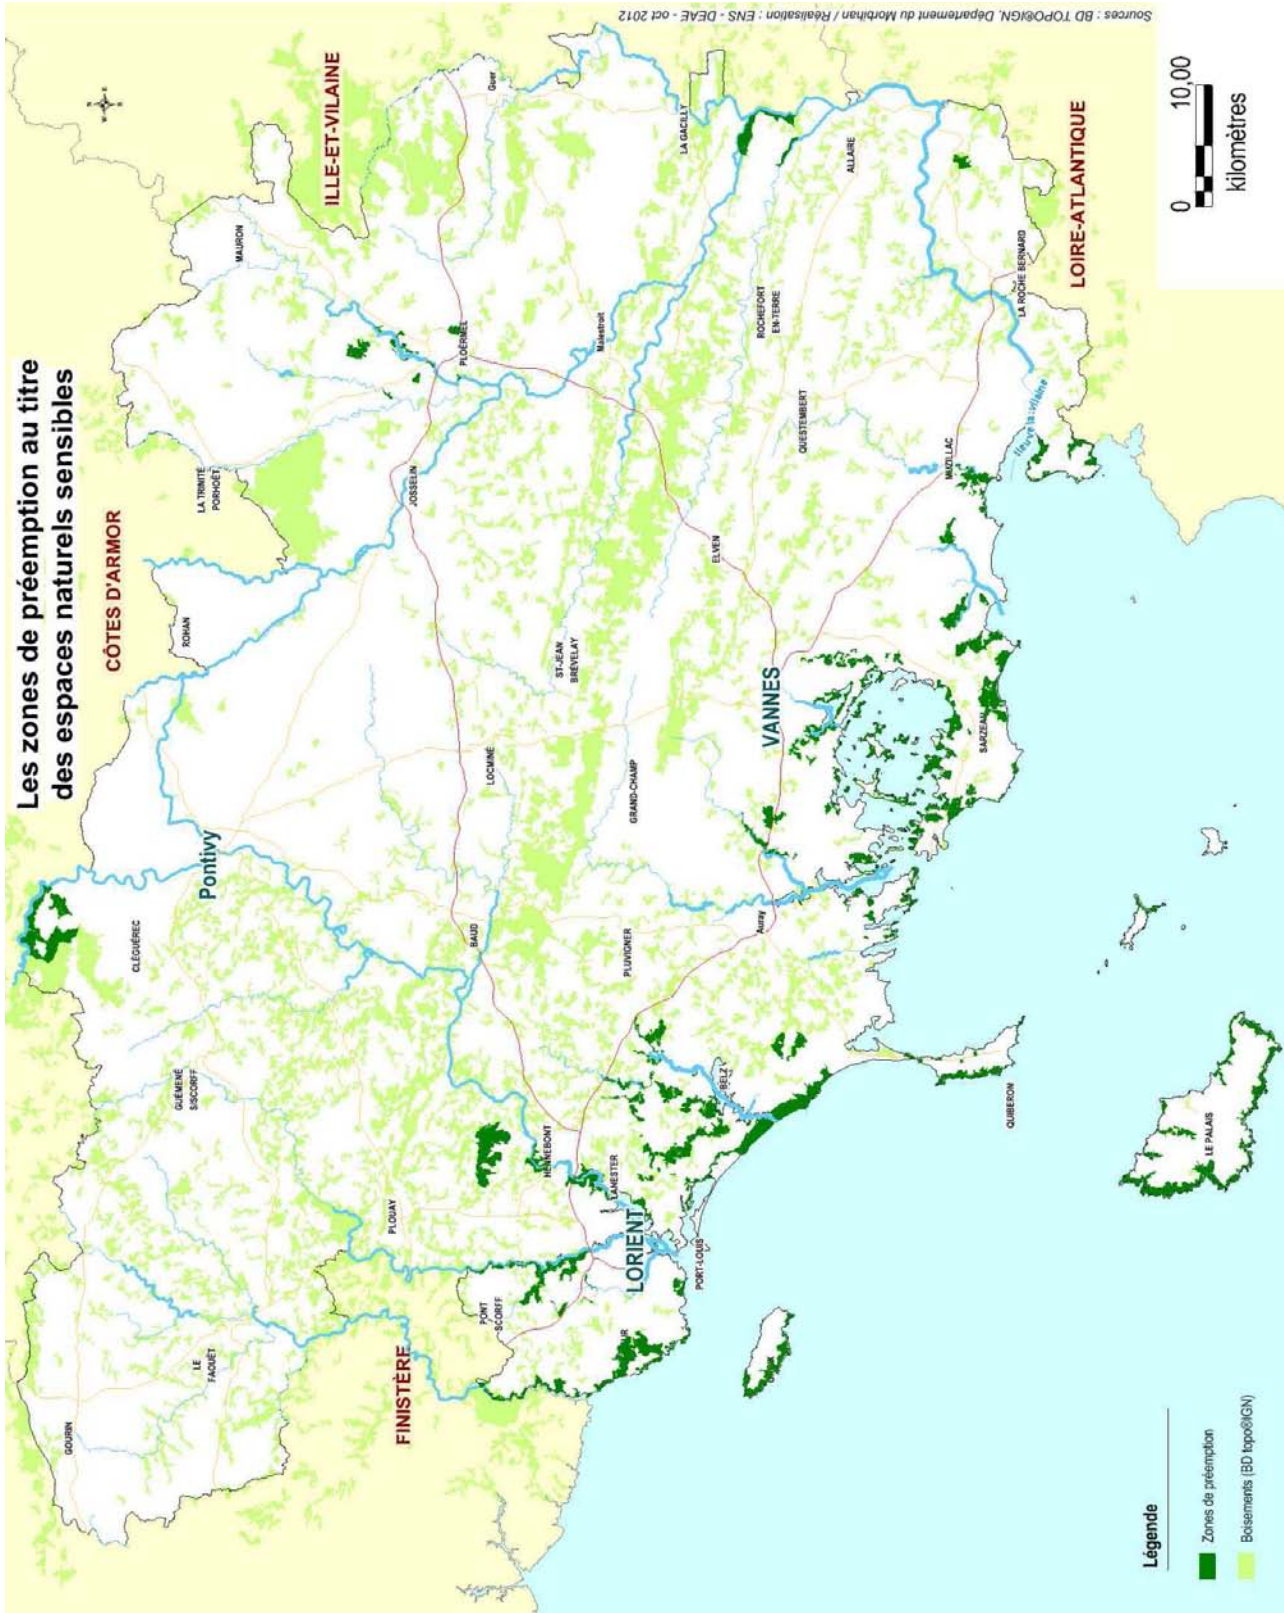 Les zones de préemption au titre
des espaces naturels sensibles
Sources : BD TOPO®IGN, Département du Morbihan / Réalisation : ENS - DEAE - oct 2012
CÔTES D'ARMOR
ILLE-ET-VILAINE
FINISTÈRE
LOIRE-ATLANTIQUE
GOURIN
LE
FAOUËT
GUÉMENÉ
S/SCORFF
CLÉGUÉREC
Pontivy
ROHAN
LA TRINITÉ
PORHOËT
MAURON
Guer
PLOËRMEL
JOSSELIN
LOCMINÉ
BAUD
PLOUAY
PONT
SCORFF
HENNEBONT
LANESTER
LORIENT
PORT-LOUIS
PLUVIGNER
GRAND-CHAMP
ST-JEAN
BRÉVELAY
Malestroit
LA GACILLY
ROCHEFORT
EN-TERRE
ALLAIRE
QUESTEMBERT
ELVEN
VANNES
Auray
BELZ
MUZILLAC
LA ROCHE BERNARD
fleuve la vilaine
SARZEAU
QUIBERON
LE PALAIS
N
W
E
S
0
10,00
kilomètres
Légende
Zones de préemption
Boisements (BD topo®IGN)